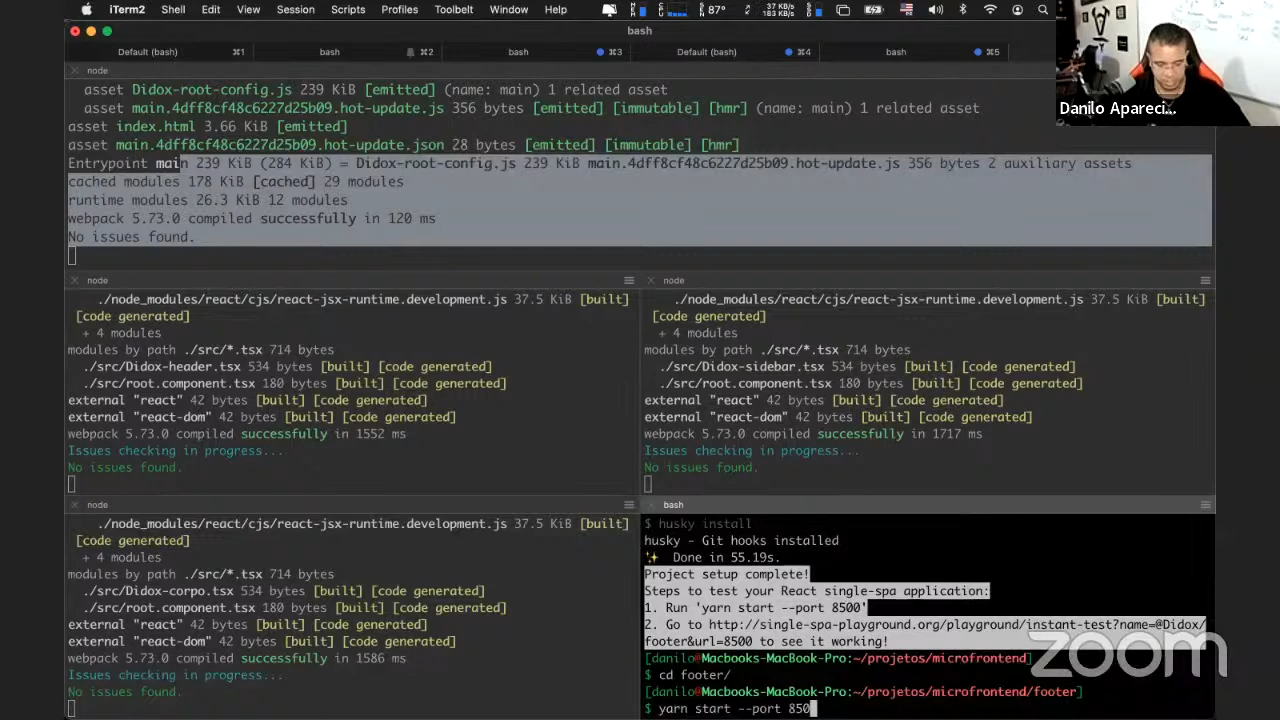 iTerm2 Shell Edit View Session Scripts Profiles Toolbelt Window Help 87° 37 KB/s 183 KB/s
bash
Default (bash) ⌘1 bash ⌘2 bash ⌘3 Default (bash) ⌘4 bash ⌘5
node
asset Didox-root-config.js 239 KiB [emitted] (name: main) 1 related asset
asset main.4dff8cf48c6227d25b09.hot-update.js 356 bytes [emitted] [immutable] [hmr] (name: main) 1 related asset
asset index.html 3.66 KiB [emitted]
asset main.4dff8cf48c6227d25b09.hot-update.json 28 bytes [emitted] [immutable] [hmr]
Entrypoint main 239 KiB (284 KiB) = Didox-root-config.js 239 KiB main.4dff8cf48c6227d25b09.hot-update.js 356 bytes 2 auxiliary assets
cached modules 178 KiB [cached] 29 modules
runtime modules 26.3 KiB 12 modules
webpack 5.73.0 compiled successfully in 120 ms
No issues found.
Danilo Apareci...
node
./node_modules/react/cjs/react-jsx-runtime.development.js 37.5 KiB [built]
[code generated]
+ 4 modules
modules by path ./src/*.tsx 714 bytes
./src/Didox-header.tsx 534 bytes [built] [code generated]
./src/root.component.tsx 180 bytes [built] [code generated]
external "react" 42 bytes [built] [code generated]
external "react-dom" 42 bytes [built] [code generated]
webpack 5.73.0 compiled successfully in 1552 ms
Issues checking in progress...
No issues found.
node
./node_modules/react/cjs/react-jsx-runtime.development.js 37.5 KiB [built]
[code generated]
+ 4 modules
modules by path ./src/*.tsx 714 bytes
./src/Didox-sidebar.tsx 534 bytes [built] [code generated]
./src/root.component.tsx 180 bytes [built] [code generated]
external "react" 42 bytes [built] [code generated]
external "react-dom" 42 bytes [built] [code generated]
webpack 5.73.0 compiled successfully in 1717 ms
Issues checking in progress...
No issues found.
node
./node_modules/react/cjs/react-jsx-runtime.development.js 37.5 KiB [built]
[code generated]
+ 4 modules
modules by path ./src/*.tsx 714 bytes
./src/Didox-corpo.tsx 534 bytes [built] [code generated]
./src/root.component.tsx 180 bytes [built] [code generated]
external "react" 42 bytes [built] [code generated]
external "react-dom" 42 bytes [built] [code generated]
webpack 5.73.0 compiled successfully in 1586 ms
Issues checking in progress...
No issues found.
bash
$ husky install
husky - Git hooks installed
✨ Done in 55.19s.
Project setup complete!
Steps to test your React single-spa application:
1. Run 'yarn start --port 8500'
2. Go to http://single-spa-playground.org/playground/instant-test?name=@Didox/
footer&url=8500 to see it working!
[danilo@Macbooks-MacBook-Pro:~/projetos/microfrontend]
$ cd footer/
[danilo@Macbooks-MacBook-Pro:~/projetos/microfrontend/footer]
$ yarn start --port 850
zoom